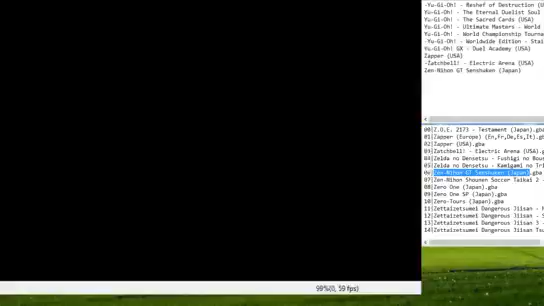 -Yu-Gi-Oh! - Reshef of Destruction (U
Yu-Gi-Oh! - The Eternal Duelist Soul
Yu-Gi-Oh! - The Sacred Cards (USA)
-Yu-Gi-Oh! - Ultimate Masters - World
Yu-Gi-Oh! - World Championship Tourna
-Yu-Gi-Oh! - Worldwide Edition - Stai
Yu-Gi-Oh! GX - Duel Academy (USA)
Zapper (USA)
-Zatchbell! - Electric Arena (USA)
Zen-Nihon GT Senshuken (Japan)
00|Z.O.E. 2173 - Testament (Japan).gba
01|Zapper (Europe) (En,Fr,De,Es,It).gb
02|Zapper (USA).gba
03|Zatchbell! - Electric Arena (USA).g
04|Zelda no Densetsu - Fushigi no Bous
05|Zelda no Densetsu - Kamigami no Tri
06|Zen-Nihon GT Senshuken (Japan).gba
07|Zen-Nihon Shounen Soccer Taikai 2 -
08|Zero One (Japan).gba
09|Zero One SP (Japan).gba
10|Zero-Tours (Japan).gba
11|Zettaizetsumei Dangerous Jiisan - 
12|Zettaizetsumei Dangerous Jiisan - S
13|Zettaizetsumei Dangerous Jiisan 3 -
14|Zettaizetsumei Dangerous Jiisan Tsu
98%(0, 59 fps)